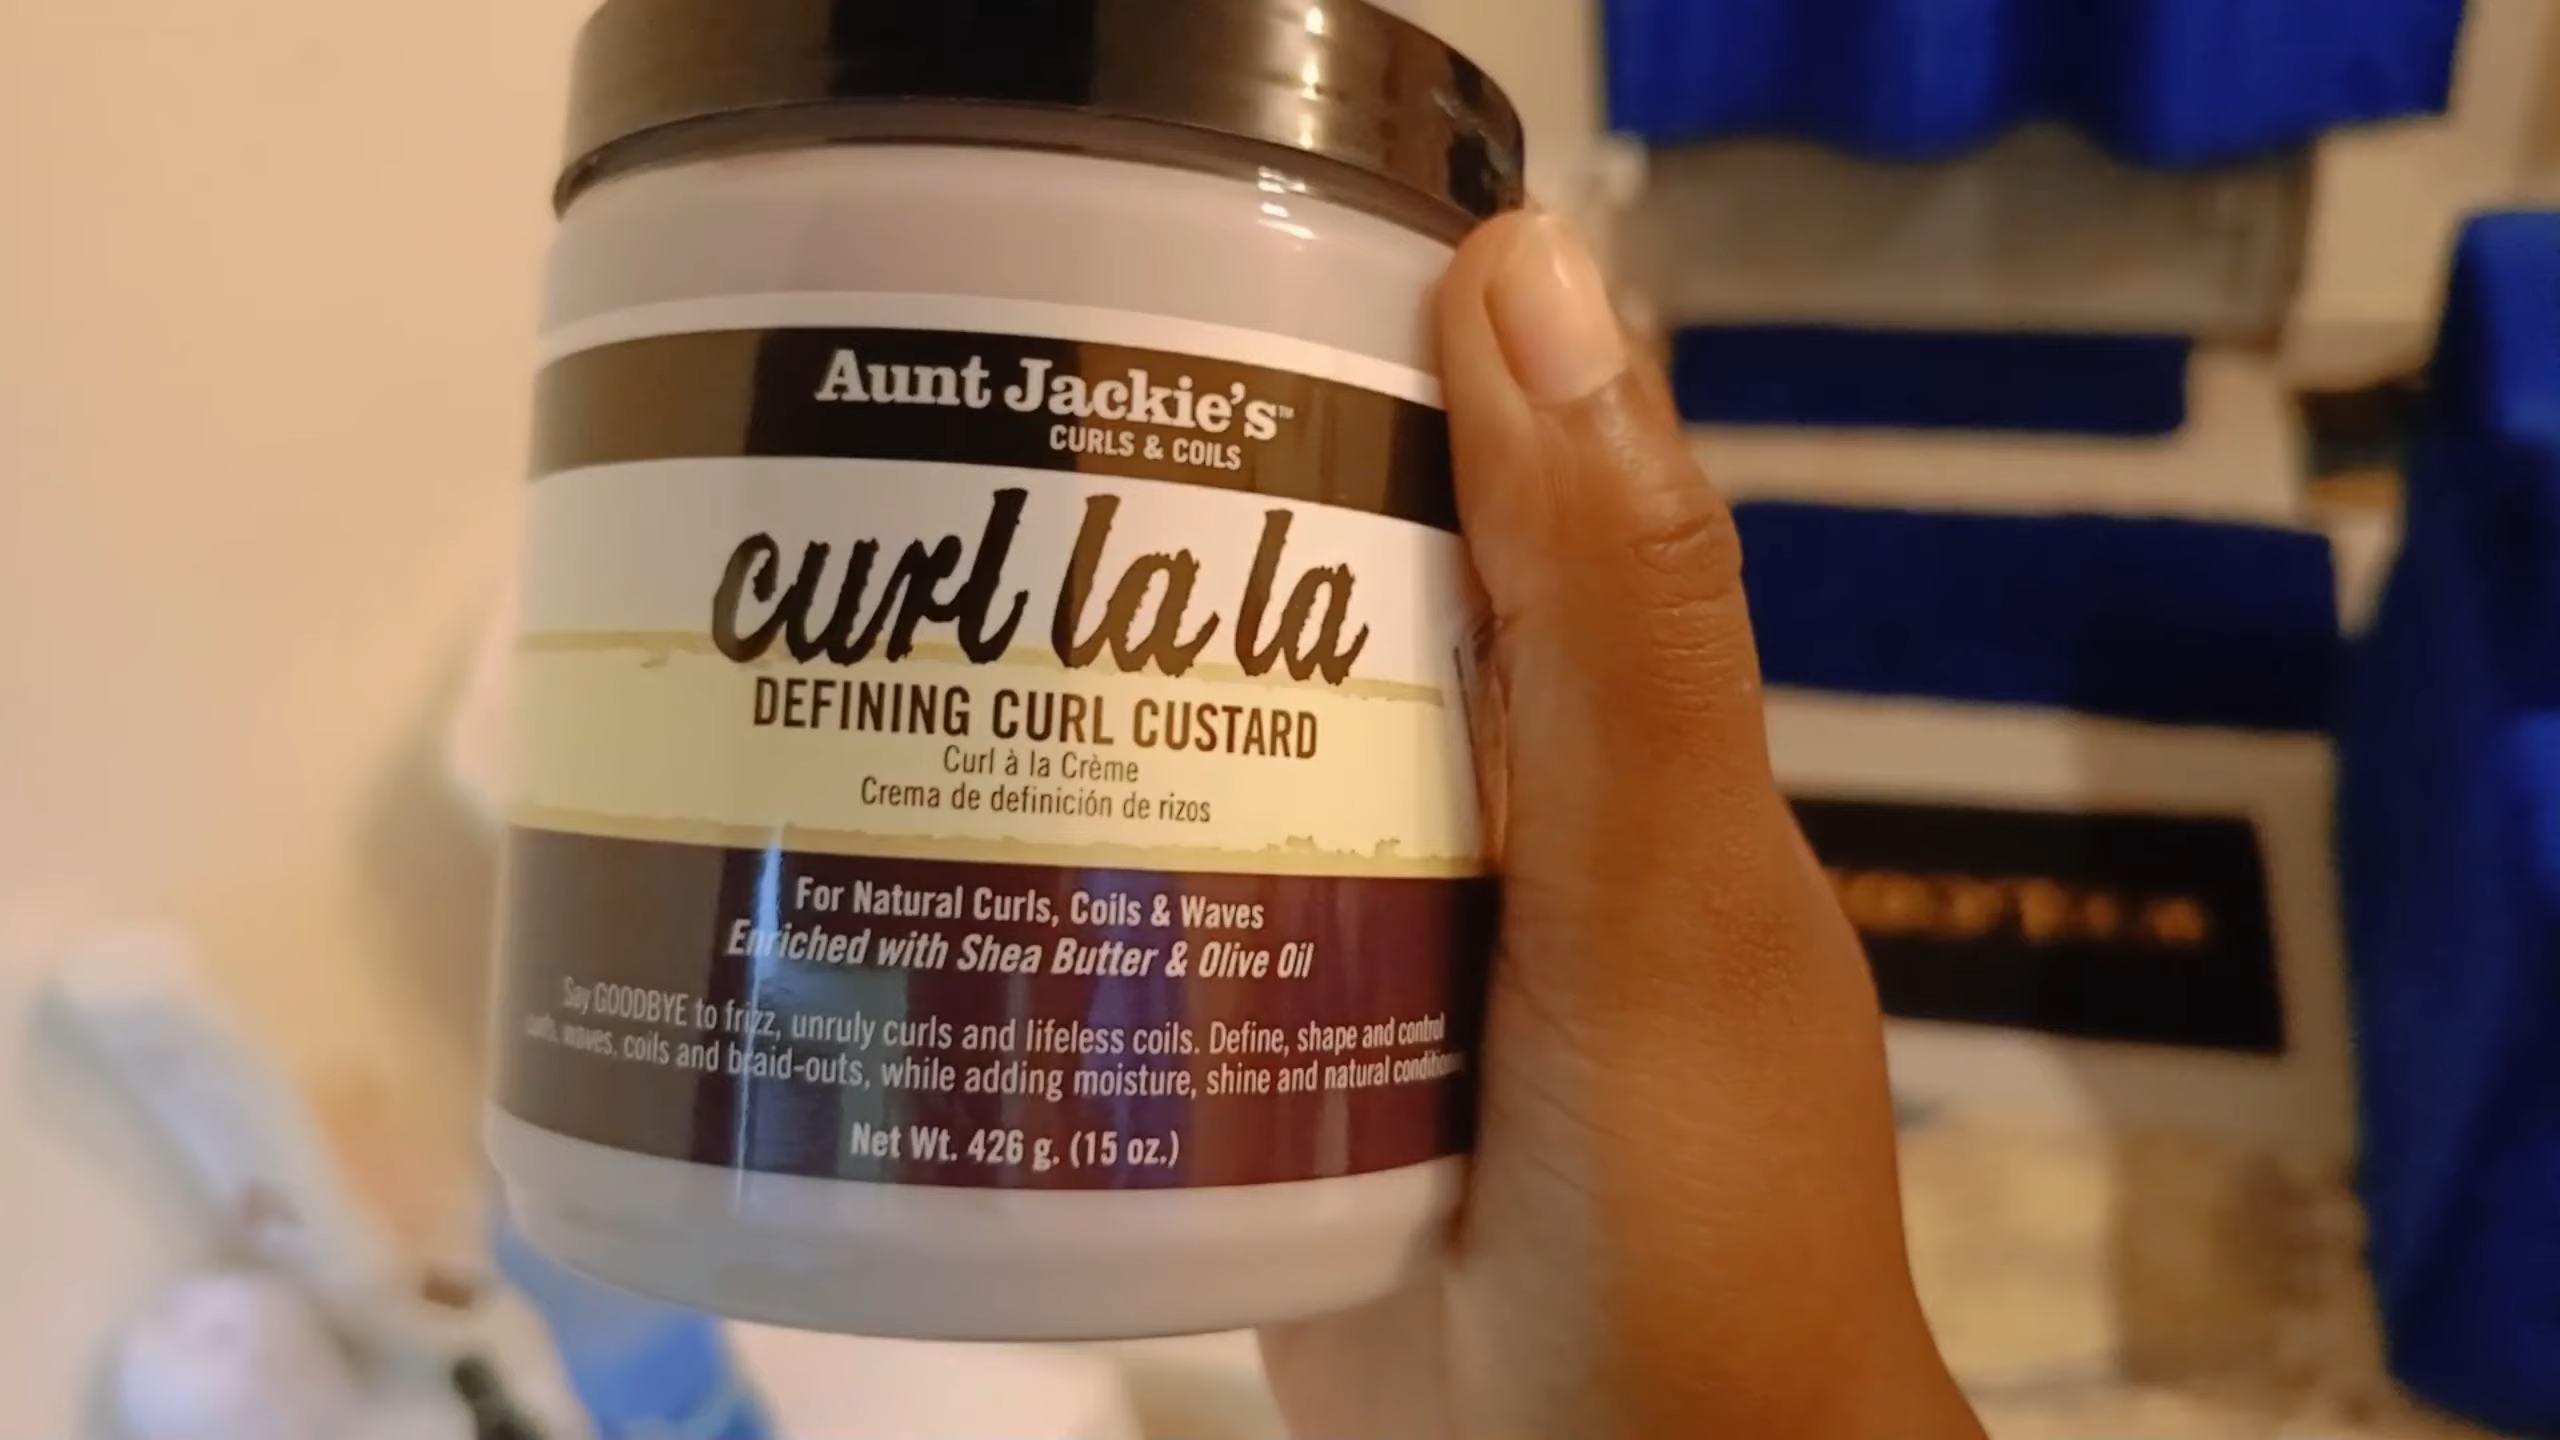 Aunt Jackie's™
CURLS & COILS
curl la la
DEFINING CURL CUSTARD
Curl à la Crème
Crema de definición de rizos
For Natural Curls, Coils & Waves
Enriched with Shea Butter & Olive Oil
Say GOODBYE to frizz, unruly curls and lifeless coils. Define, shape and control
curls, waves, coils and braid-outs, while adding moisture, shine and natural
Net Wt. 426 g. (15 oz.)